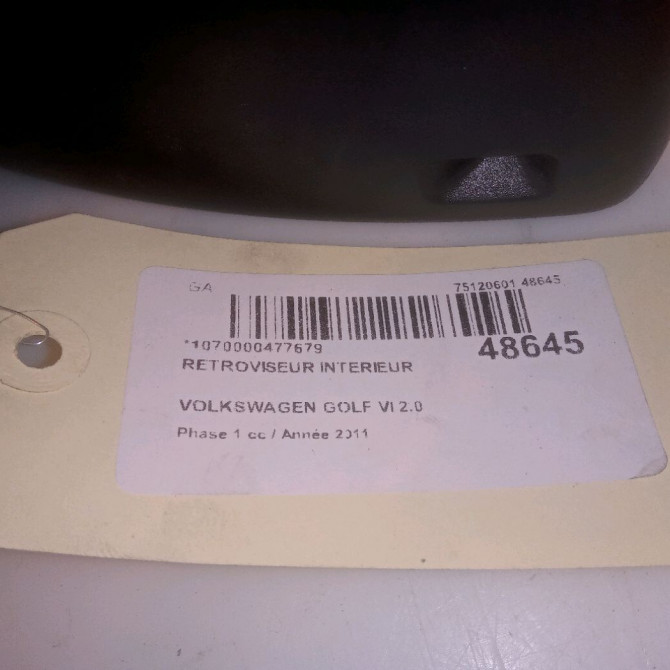 GA 75120601 48645
*1070000477679
48645
RETROVISEUR INTERIEUR
VOLKSWAGEN GOLF VI 2.0
Phase 1 cc / Année 2011